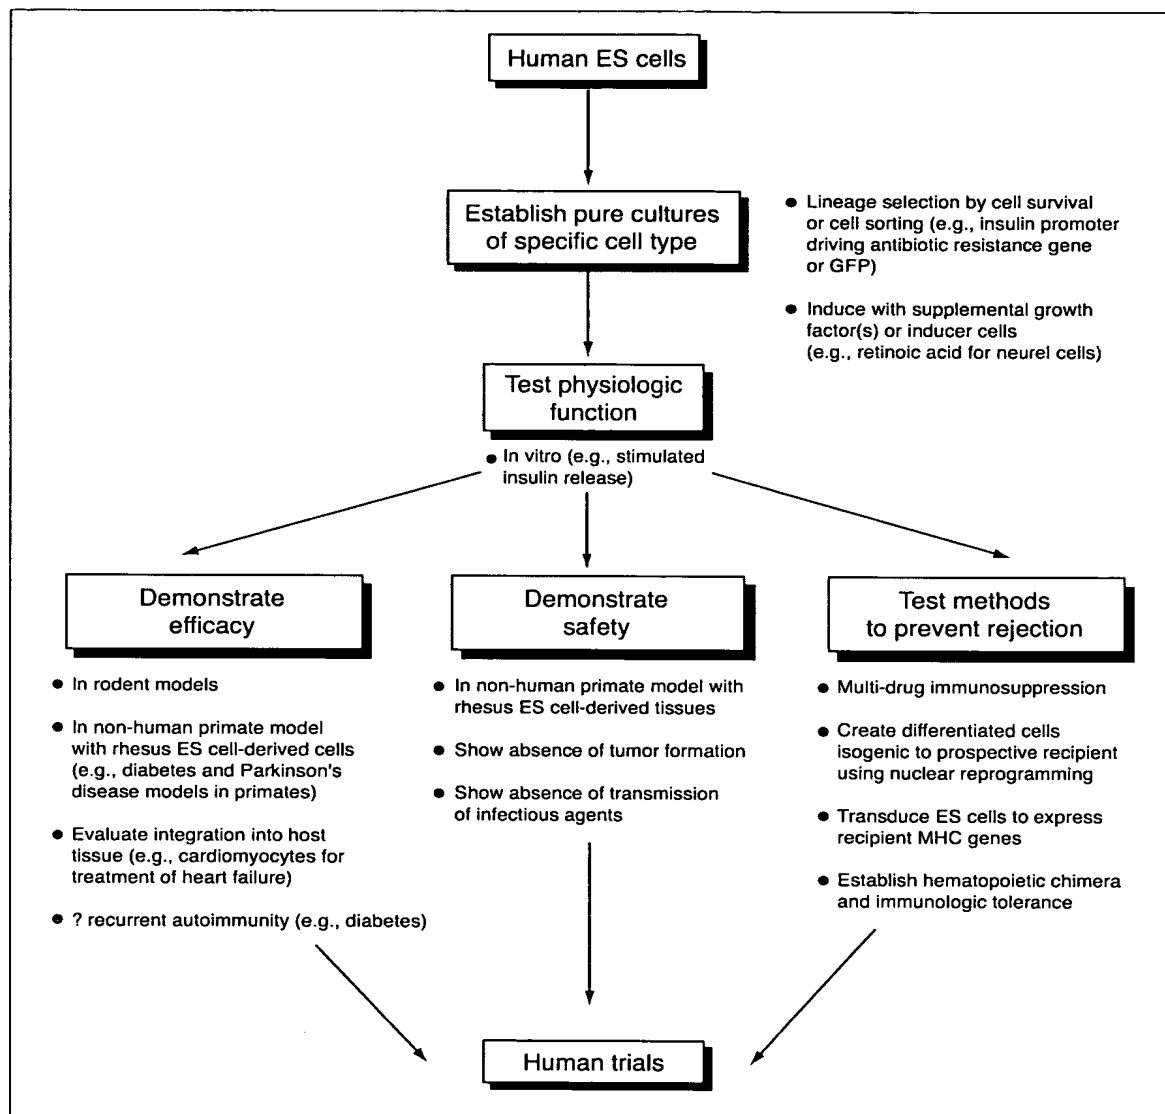 Human ES cells
Establish pure cultures
of specific cell type
● Lineage selection by cell survival
or cell sorting (e.g., insulin promoter
driving antibiotic resistance gene
or GFP)
● Induce with supplemental growth
factor(s) or inducer cells
(e.g., retinoic acid for neurel cells)
Test physiologic
function
● In vitro (e.g., stimulated
insulin release)
Demonstrate
efficacy
● In rodent models
● In non-human primate model
with rhesus ES cell-derived cells
(e.g., diabetes and Parkinson's
disease models in primates)
● Evaluate integration into host
tissue (e.g., cardiomyocytes for
treatment of heart failure)
● ? recurrent autoimmunity (e.g., diabetes)
Demonstrate
safety
● In non-human primate model with
rhesus ES cell-derived tissues
● Show absence of tumor formation
● Show absence of transmission
of infectious agents
Test methods
to prevent rejection
● Multi-drug immunosuppression
● Create differentiated cells
isogenic to prospective recipient
using nuclear reprogramming
● Transduce ES cells to express
recipient MHC genes
● Establish hematopoietic chimera
and immunologic tolerance
Human trials